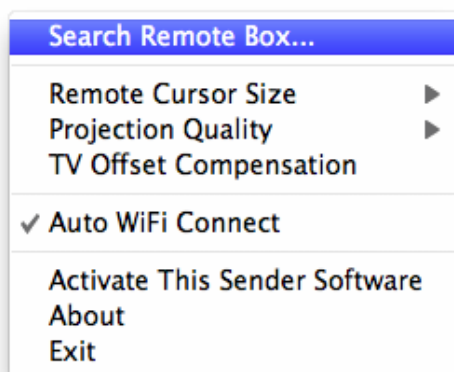 Search Remote Box...
Remote Cursor Size
Projection Quality
TV Offset Compensation
Auto WiFi Connect
Activate This Sender Software
About
Exit